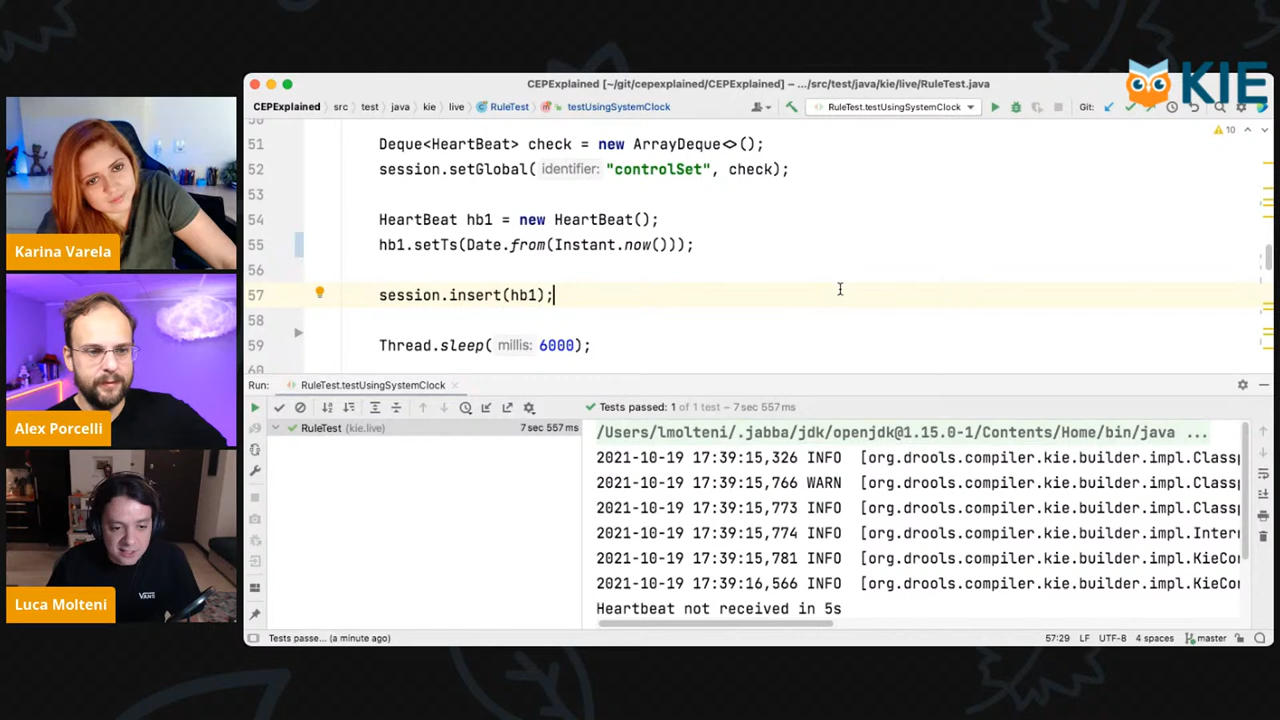 KIE
CEPExplained [~/git/cepexplained/CEPExplained] – .../src/test/java/kie/live/RuleTest.java
CEPExplained src test java kie live RuleTest testUsingSystemClock
RuleTest.testUsingSystemClock
Git:
10
51 Deque<HeartBeat> check = new ArrayDeque<>();
52 session.setGlobal( identifier: "controlSet", check);
53
54 HeartBeat hb1 = new HeartBeat();
55 hb1.setTs(Date.from(Instant.now()));
56
57 session.insert(hb1);
58
59 Thread.sleep( millis: 6000);
60
Run: RuleTest.testUsingSystemClock
Tests passed: 1 of 1 test – 7 sec 557 ms
RuleTest (kie.live) 7 sec 557 ms
/Users/lmolteni/.jabba/jdk/openjdk@1.15.0-1/Contents/Home/bin/java ...
2021-10-19 17:39:15,326 INFO [org.drools.compiler.kie.builder.impl.Classp
2021-10-19 17:39:15,766 WARN [org.drools.compiler.kie.builder.impl.Classp
2021-10-19 17:39:15,773 INFO [org.drools.compiler.kie.builder.impl.Classp
2021-10-19 17:39:15,774 INFO [org.drools.compiler.kie.builder.impl.Inter
2021-10-19 17:39:15,781 INFO [org.drools.compiler.kie.builder.impl.KieCon
2021-10-19 17:39:16,566 INFO [org.drools.compiler.kie.builder.impl.KieCon
Heartbeat not received in 5s
Tests passe... (a minute ago)
57:29 LF UTF-8 4 spaces master
Karina Varela
Alex Porcelli
VANS
Luca Molteni